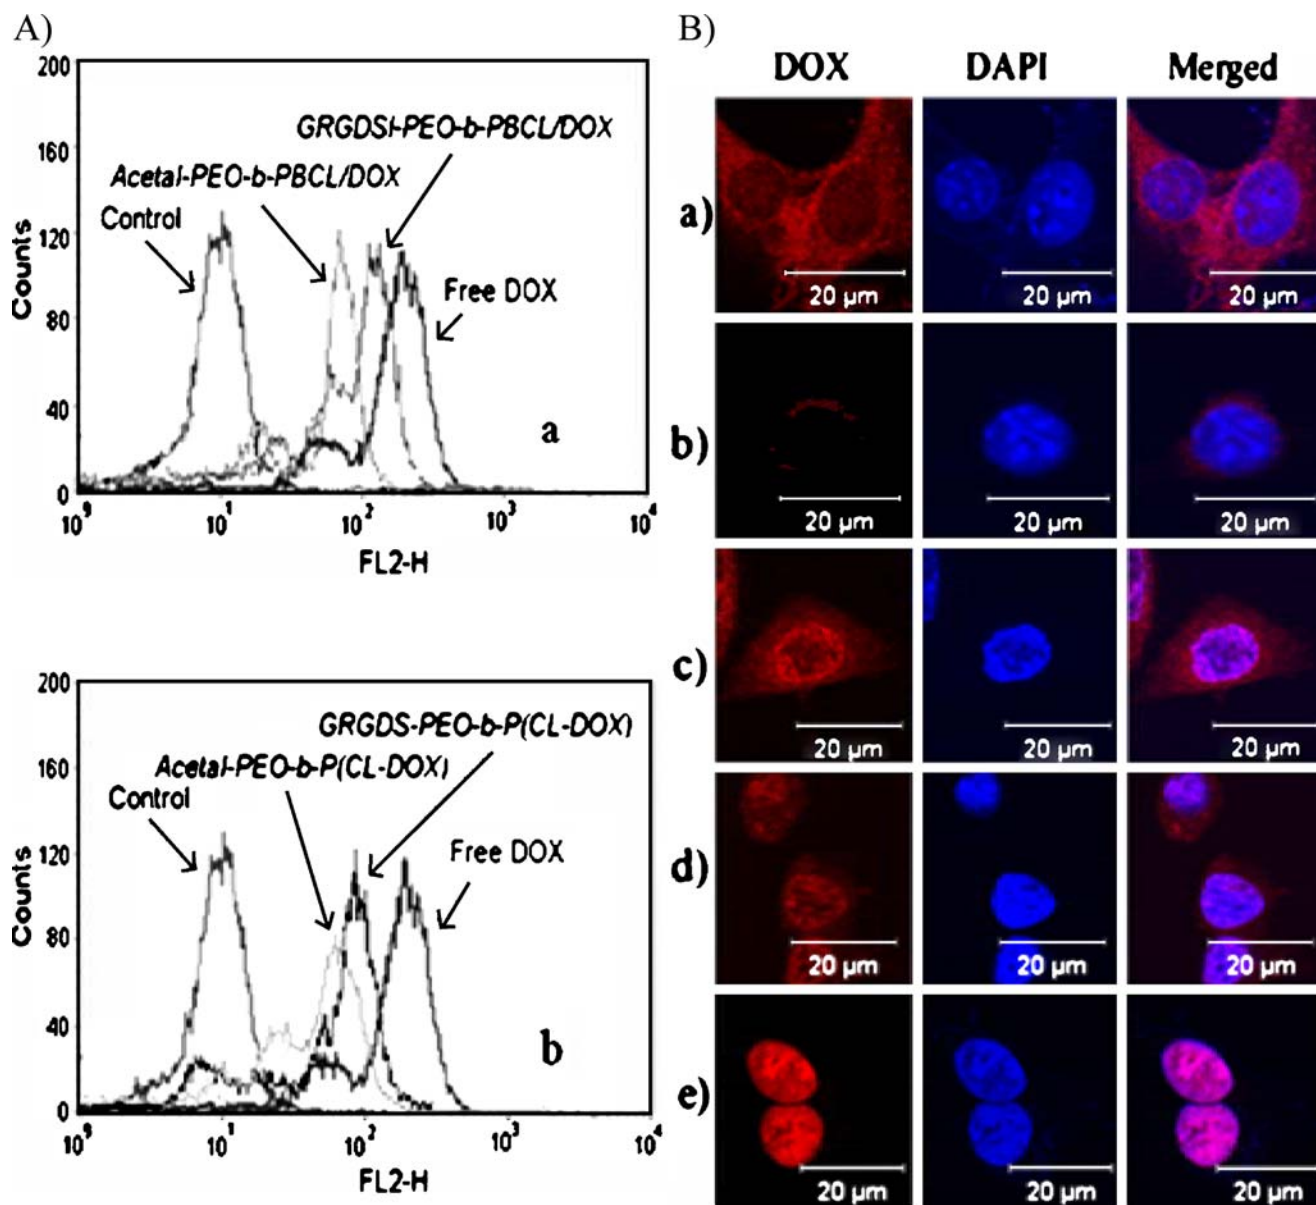 A)
200
160
120
80
40
0
Counts
GRGDSI-PEO-b-PBCL/DOX
Acetal-PEO-b-PBCL/DOX
Control
Free DOX
a
10⁰ 10¹ 10² 10³ 10⁴
FL2-H
200
160
120
80
40
0
Counts
GRGDS-PEO-b-P(CL-DOX)
Acetal-PEO-b-P(CL-DOX)
Control
Free DOX
b
10⁰ 10¹ 10² 10³ 10⁴
FL2-H
B)
DOX DAPI Merged
a)
20 µm 20 µm 20 µm
b)
20 µm 20 µm 20 µm
c)
20 µm 20 µm 20 µm
d)
20 µm 20 µm 20 µm
e)
20 µm 20 µm 20 µm